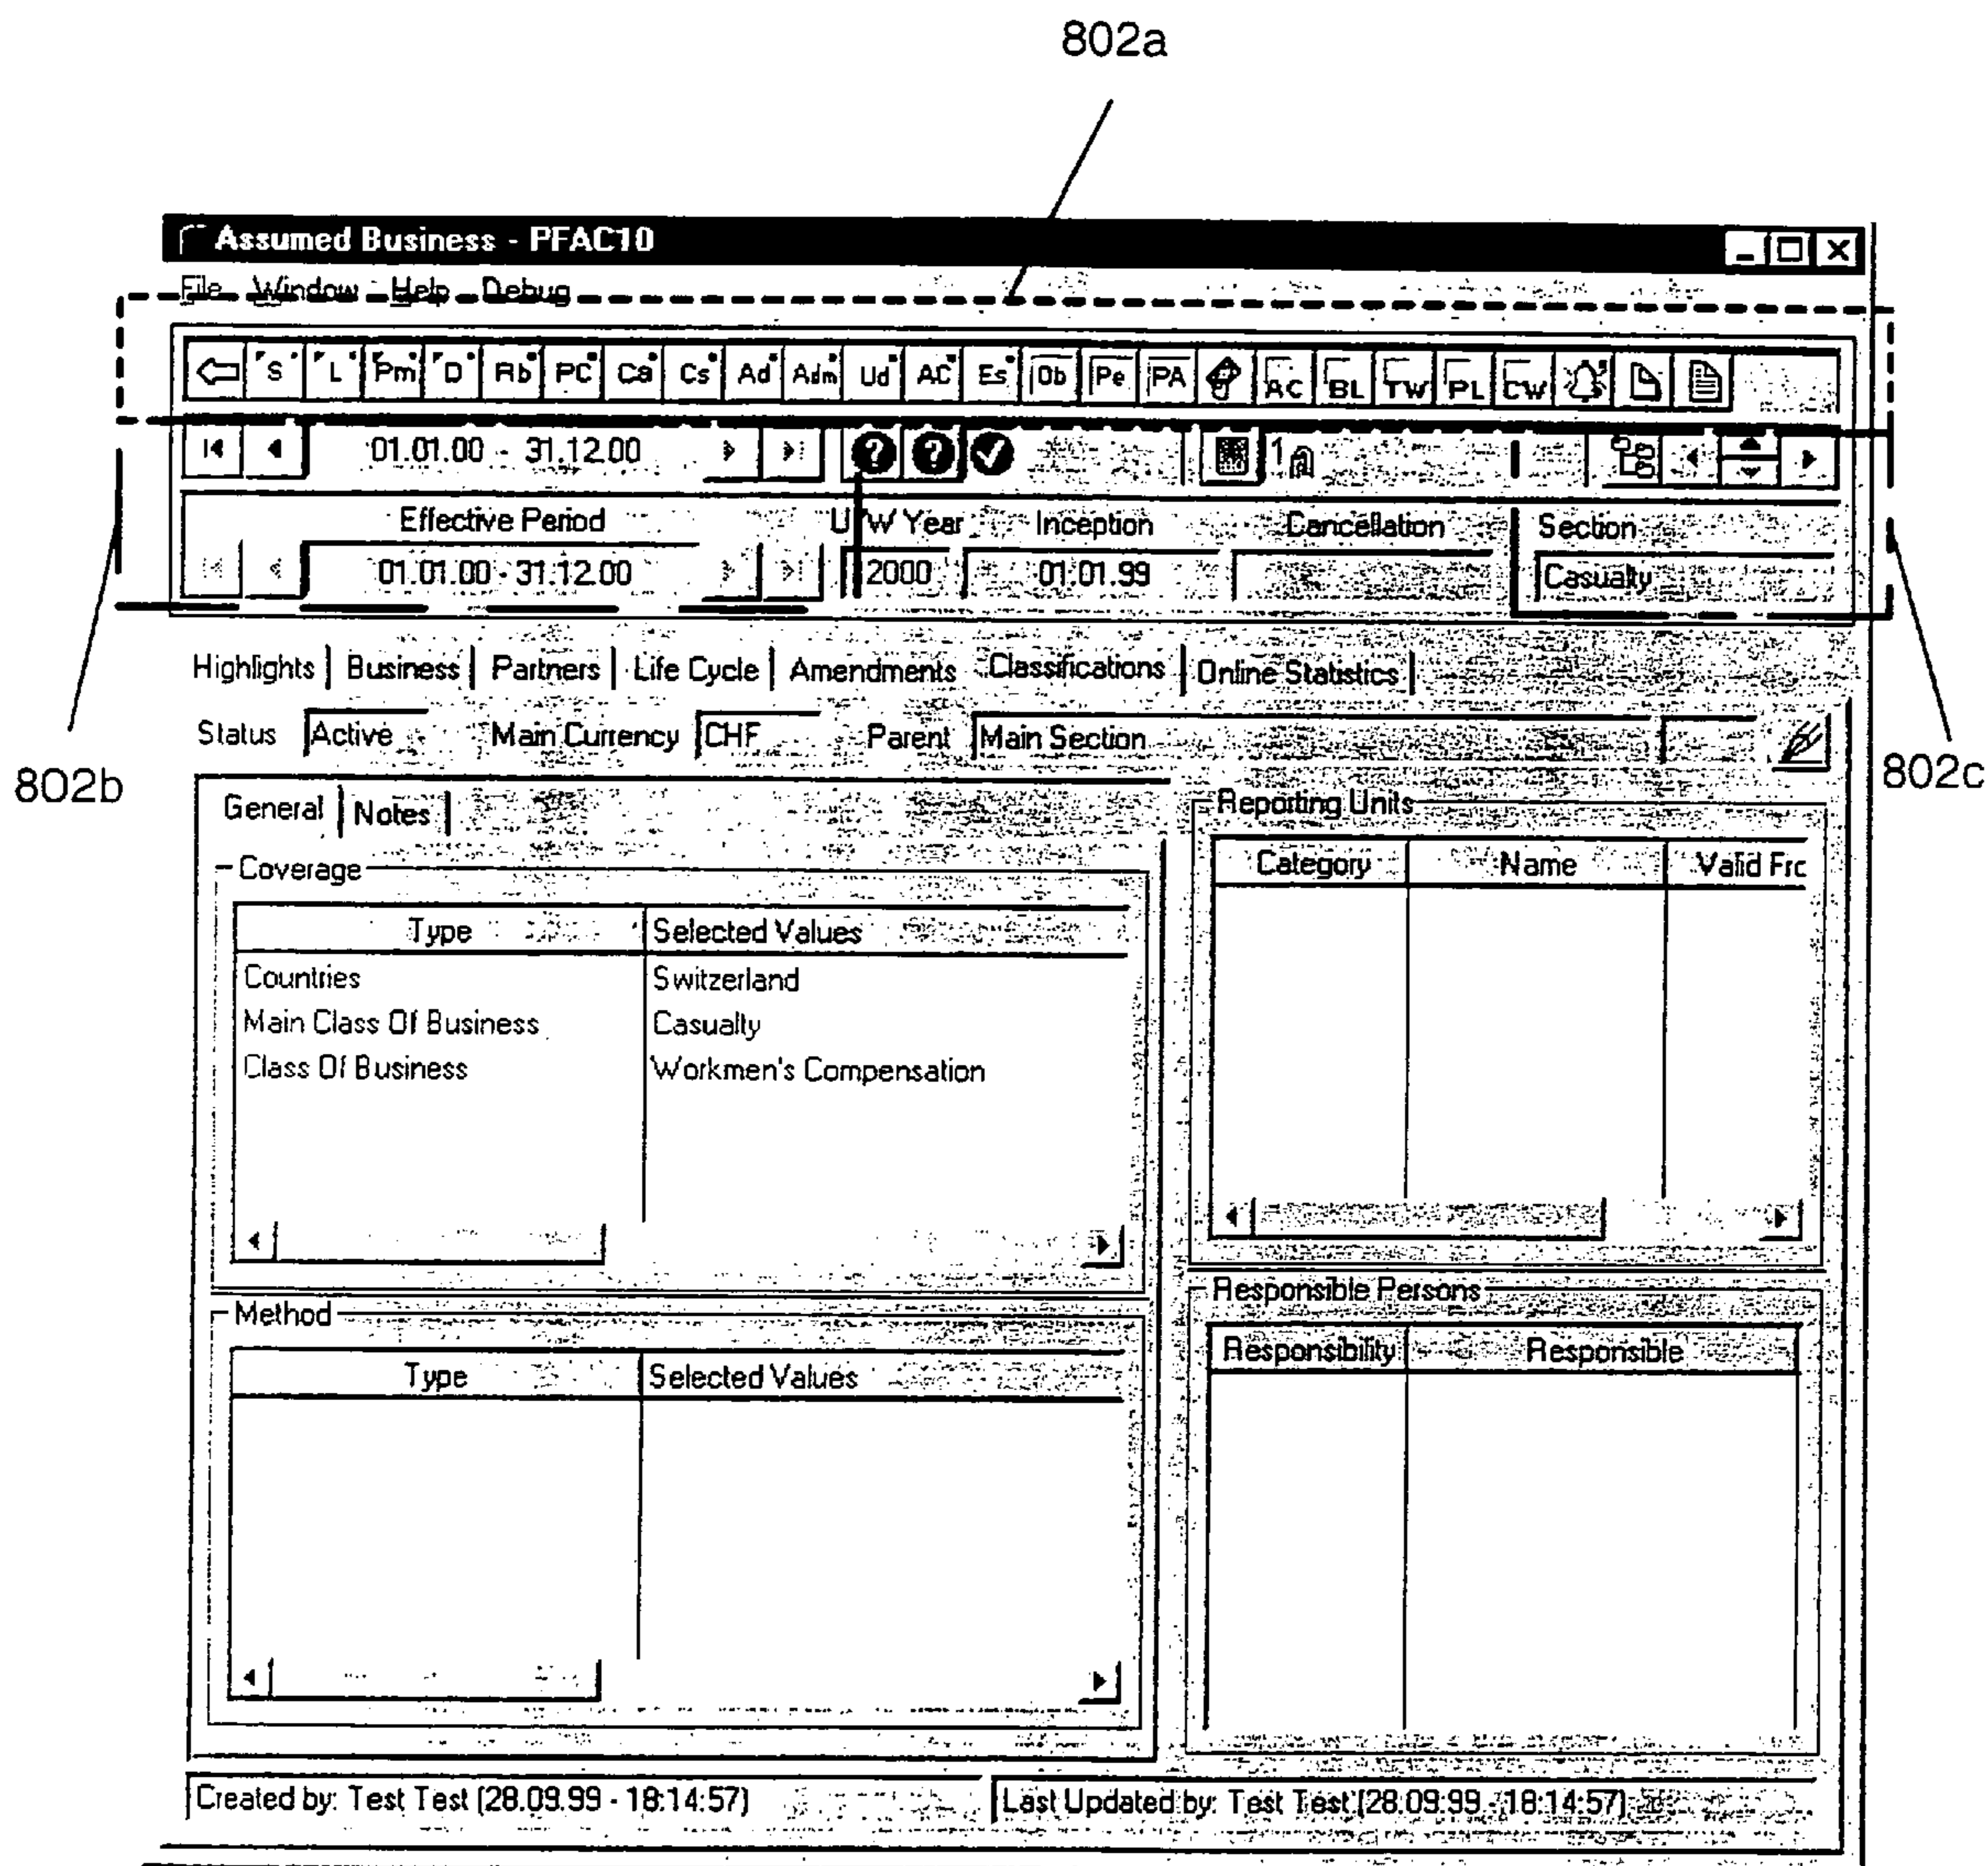 802a
Assumed Business - PFAC10
File Window Help Debug
S L Pm D Rb PC Ca Cs Ad Adm Ud AC Es Ob Pe PA AC BL TW PL CW
01.01.00 - 31.12.00 ? ? 1
Effective Period U/W Year Inception Cancellation Section
01.01.00 - 31.12.00 2000 01.01.99 Casualty
Highlights Business Partners Life Cycle Amendments Classifications Online Statistics
Status Active Main Currency CHF Parent Main Section
802b
802c
General Notes
Coverage
Type Selected Values
Countries Switzerland
Main Class Of Business Casualty
Class Of Business Workmen's Compensation
Method
Type Selected Values
Reporting Units
Category Name Valid Frc
Responsible Persons
Responsibility Responsible
Created by: Test Test (28.09.99 - 18:14:57) Last Updated by: Test Test (28.09.99 - 18:14:57)